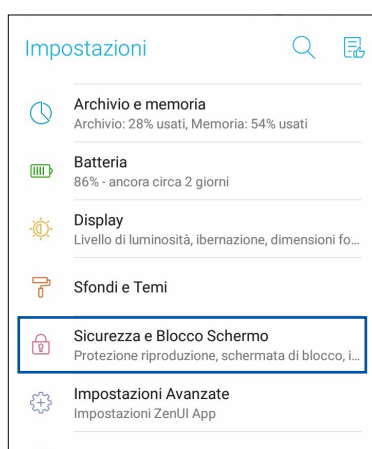 Impostazioni
Archivio e memoria
Archivio: 28% usati, Memoria: 54% usati
Batteria
86% - ancora circa 2 giorni
Display
Livello di luminosità, ibernazione, dimensioni fo...
Sfondi e Temi
Sicurezza e Blocco Schermo
Protezione riproduzione, schermata di blocco, i...
Impostazioni Avanzate
Impostazioni ZenUI App